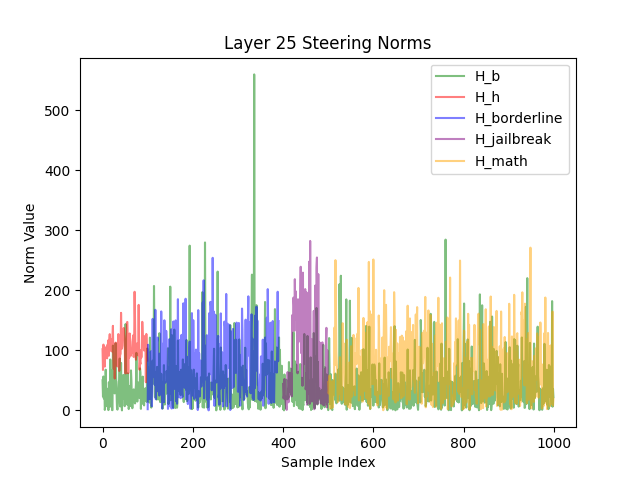 Layer 25 Steering Norms
H_b
H_h
H_borderline
H_jailbreak
H_math
Norm Value
500
400
300
200
100
0
0 200 400 600 800 1000
Sample Index